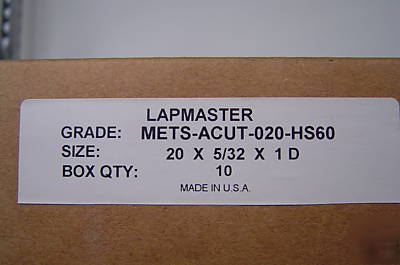 LAPMASTER
GRADE: METS-ACUT-020-HS60
SIZE: 20 X 5/32 X 1 D
BOX QTY: 10
MADE IN U.S.A.